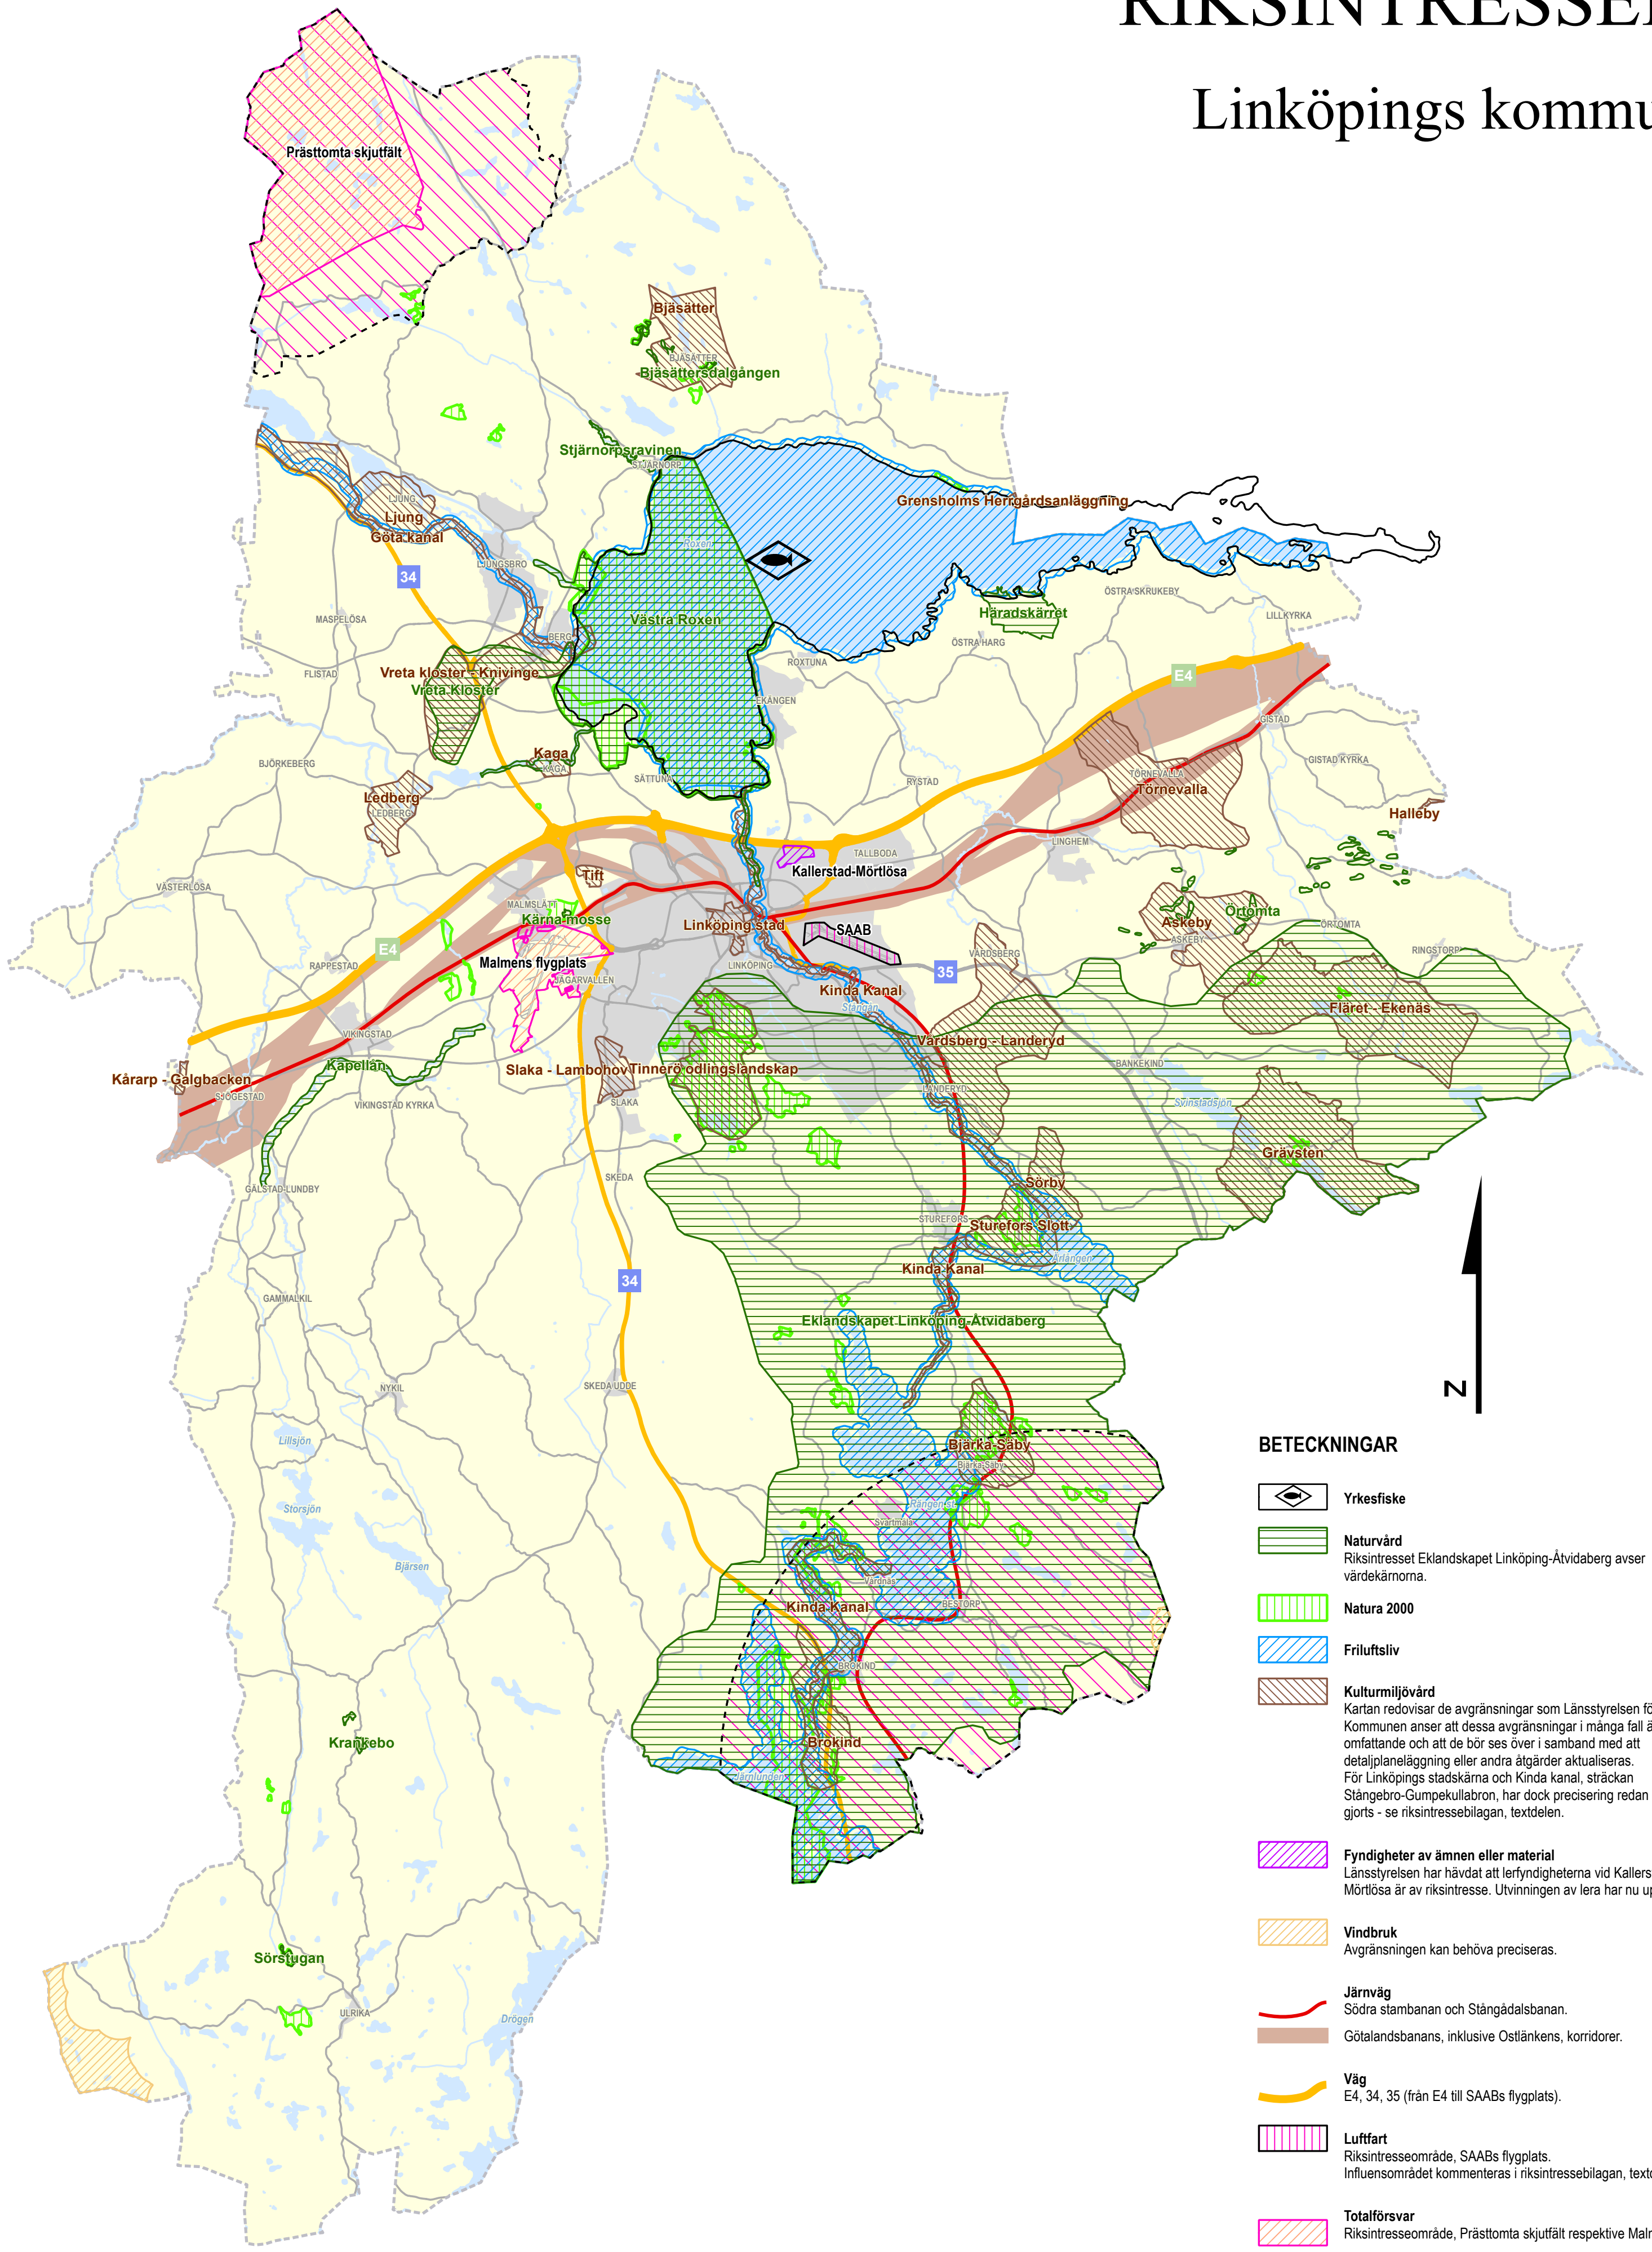 RIKSINTRESSE
Linköpings kommu
Prästtomta skjutfält
Bjäsätter
BJÄSÄTTER
Bjäsättersdalgången
Stjärnorpsravinen
STJÄRNORP
Grensholms Herrgårdsanläggning
LJUNG
Ljung
Göta kanal
Roxen
LJUNGSBRO
34
MASPELÖSA
ÖSTRA SKRUKEBY
Häradskärret
LILLKYRKA
Västra Roxen
BERG
ÖSTRA HARG
ROXTUNA
FLISTAD
Vreta kloster - Knivinge
Vreta Kloster
E4
EKÄNGEN
GISTAD
Kaga
KAGA
BJÖRKEBERG
SÄTTUNA
GISTAD KYRKA
TÖRNEVALLA
Törnevalla
RYSTAD
Ledberg
LEDBERG
Halleby
LINGHEM
TALLBODA
Kallerstad-Mörtlösa
Tift
VÄSTERLÖSA
MALMSLÄTT
Kärna mosse
Linköping stad
SAAB
Askeby
ASKEBY
Örtomta
ÖRTOMTA
E4
RAPPESTAD
Malmens flygplats
JÄGARVALLEN
LINKÖPING
VÅRDSBERG
RINGSTORP
35
Kinda Kanal
Stångån
Fläret - Ekenäs
VIKINGSTAD
Kapellån
Vårdsberg - Landeryd
BANKEKIND
Kårarp - Galgbacken
SJÖGESTAD
Slaka - Lambohov
Tinnerö odlingslandskap
LANDERYD
SLAKA
VIKINGSTAD KYRKA
Svinstadsjön
Grävsten
SKEDA
GÄLSTAD-LUNDBY
Sörby
STUREFORS
Sturefors Slott
Ärlången
Kinda Kanal
34
GAMMALKIL
Eklandskapet Linköping-Åtvidaberg
NYKIL
SKEDA UDDE
N
Lillsjön
Bjärka-Säby
Bjärka-Säby
Storsjön
Rängen st.
Svartmåla
Bjärsen
Värdnäs
Kinda Kanal
BESTORP
BROKIND
Krankebo
Brokind
Järnlunden
Sörstugan
ULRIKA
Drögen
BETECKNINGAR
Yrkesfiske
Naturvård
Riksintresset Eklandskapet Linköping-Åtvidaberg avser
värdekärnorna.
Natura 2000
Friluftsliv
Kulturmiljövård
Kartan redovisar de avgränsningar som Länsstyrelsen fö
Kommunen anser att dessa avgränsningar i många fall ä
omfattande och att de bör ses över i samband med att
detaljplaneläggning eller andra åtgärder aktualiseras.
För Linköpings stadskärna och Kinda kanal, sträckan
Stångebro-Gumpekullabron, har dock precisering redan
gjorts - se riksintressebilagan, textdelen.
Fyndigheter av ämnen eller material
Länsstyrelsen har hävdat att lerfyndigheterna vid Kallers
Mörtlösa är av riksintresse. Utvinningen av lera har nu up
Vindbruk
Avgränsningen kan behöva preciseras.
Järnväg
Södra stambanan och Stångådalsbanan.
Götalandsbanans, inklusive Ostlänkens, korridorer.
Väg
E4, 34, 35 (från E4 till SAABs flygplats).
Luftfart
Riksintresseområde, SAABs flygplats.
Influensområdet kommenteras i riksintressebilagan, text
Totalförsvar
Riksintresseområde, Prästtomta skjutfält respektive Malm